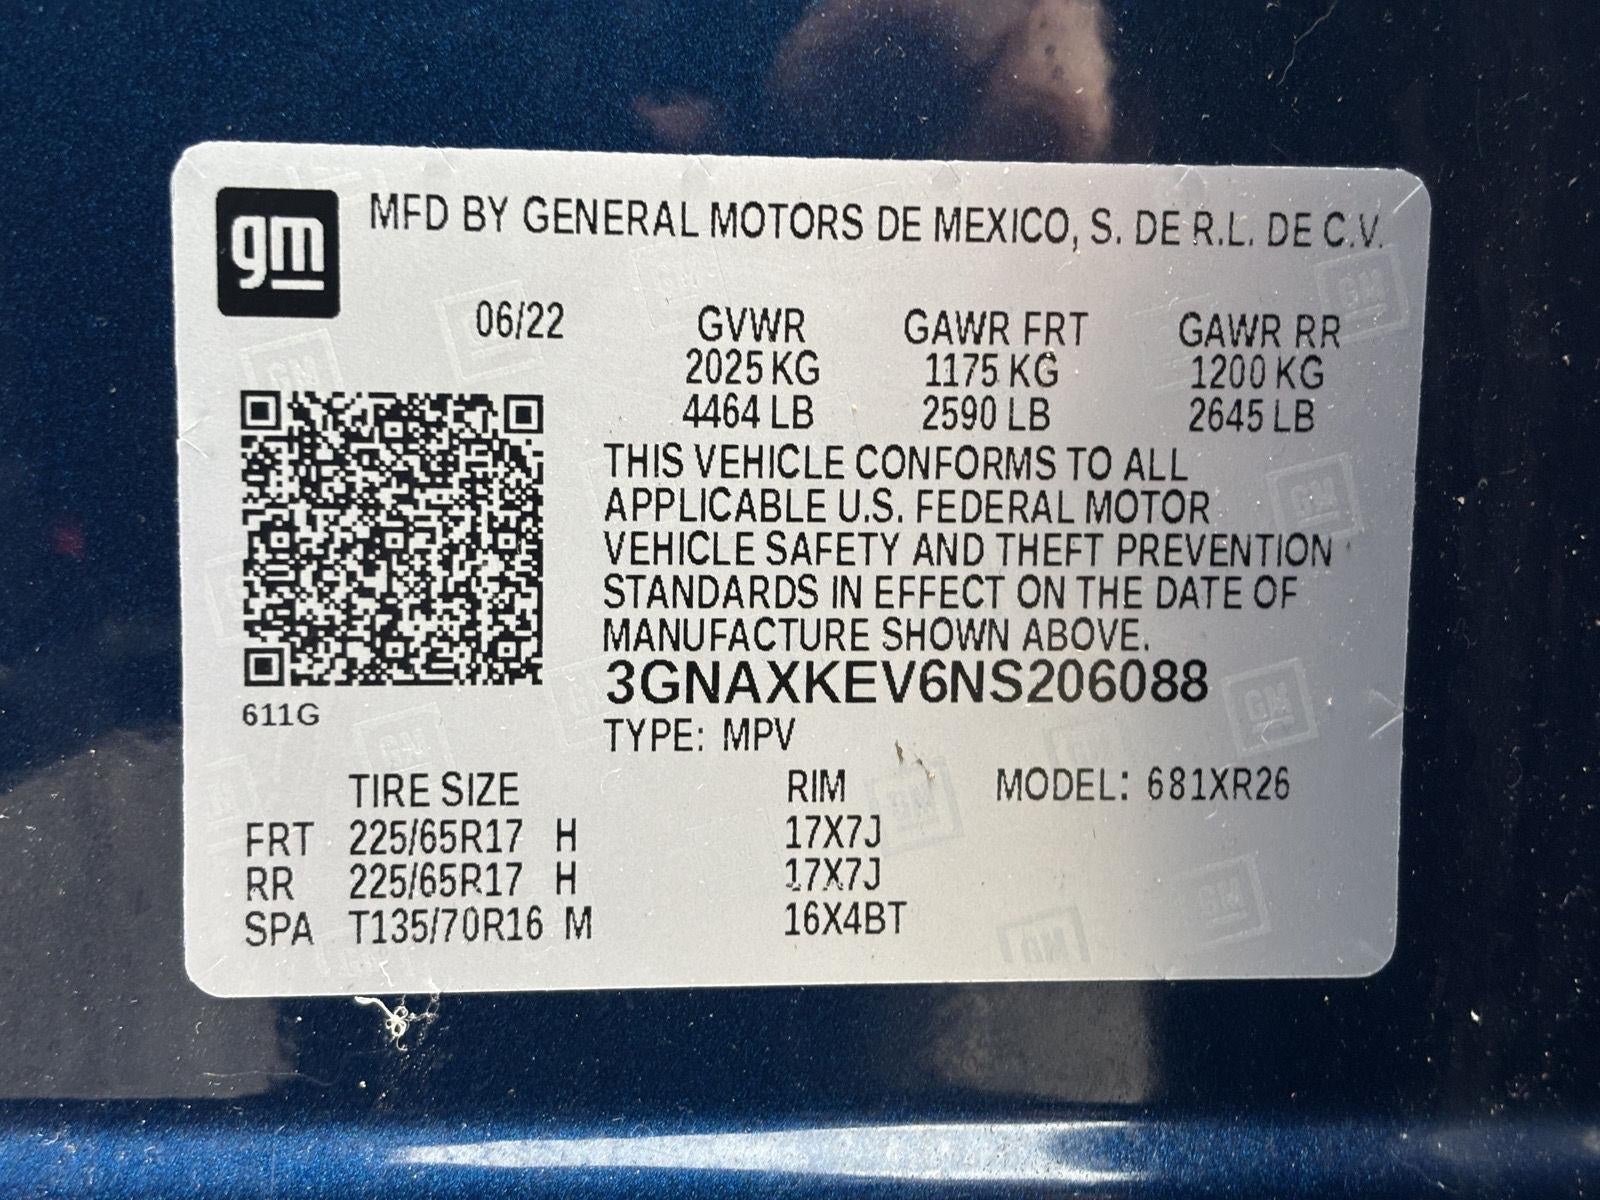 gm
MFD BY GENERAL MOTORS DE MEXICO, S. DE R.L. DE C.V.
06/22
GVWR GAWR FRT GAWR RR
2025 KG 1175 KG 1200 KG
4464 LB 2590 LB 2645 LB
THIS VEHICLE CONFORMS TO ALL
APPLICABLE U.S. FEDERAL MOTOR
VEHICLE SAFETY AND THEFT PREVENTION
STANDARDS IN EFFECT ON THE DATE OF
MANUFACTURE SHOWN ABOVE.
3GNAXKEV6NS206088
611G
TYPE: MPV
TIRE SIZE RIM MODEL: 681XR26
FRT 225/65R17 H 17X7J
RR 225/65R17 H 17X7J
SPA T135/70R16 M 16X4BT